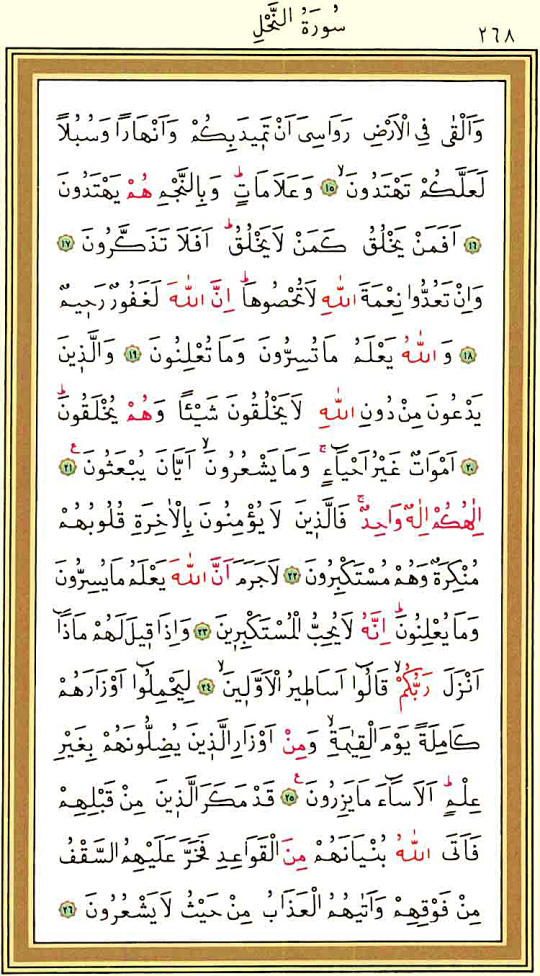 سُورَةُ النَّحْلِ
٢٦٨
وَاَلْقٰى فِى الْاَرْضِ رَوَاسِىَ اَنْ تَم۪يدَ بِكُمْ وَاَنْهَارًا وَسُبُلًا
لَعَلَّكُمْ تَهْتَدُونَۙ ١٥ وَعَلَامَاتٍۜ وَبِالنَّجْمِ هُمْ يَهْتَدُونَ
١٦ اَفَمَنْ يَخْلُقُ كَمَنْ لَا يَخْلُقُۜ اَفَلَا تَذَكَّرُونَ ١٧
وَاِنْ تَعُدُّوا نِعْمَةَ اللّٰهِ لَا تُحْصُوهَاۜ اِنَّ اللّٰهَ لَغَفُورٌ رَح۪يمٌ
١٨ وَاللّٰهُ يَعْلَمُ مَا تُسِرُّونَ وَمَا تُعْلِنُونَ ١٩ وَالَّذ۪ينَ
يَدْعُونَ مِنْ دُونِ اللّٰهِ لَا يَخْلُقُونَ شَيْـًٔا وَهُمْ يُخْلَقُونَۜ
٢٠ اَمْوَاتٌ غَيْرُ اَحْيَٓاءٍۚ وَمَا يَشْعُرُونَۙ اَيَّانَ يُبْعَثُونَ۟ ٢١
اِلٰهُكُمْ اِلٰهٌ وَاحِدٌۚ فَالَّذ۪ينَ لَا يُؤْمِنُونَ بِالْاٰخِرَةِ قُلُوبُهُمْ
مُنْكِرَةٌ وَهُمْ مُسْتَكْبِرُونَ ٢٢ لَا جَرَمَ اَنَّ اللّٰهَ يَعْلَمُ مَا يُسِرُّونَ
وَمَا يُعْلِنُونَۜ اِنَّهُ لَا يُحِبُّ الْمُسْتَكْبِر۪ينَ ٢٣ وَاِذَا ق۪يلَ لَهُمْ مَاذَٓا
اَنْزَلَ رَبُّكُمْۙ قَالُٓوا اَسَاط۪يرُ الْاَوَّل۪ينَۙ ٢٤ لِيَحْمِلُٓوا اَوْزَارَهُمْ
كَامِلَةً يَوْمَ الْقِيٰمَةِۙ وَمِنْ اَوْزَارِ الَّذ۪ينَ يُضِلُّونَهُمْ بِغَيْرِ
عِلْمٍۜ اَلَا سَٓاءَ مَا يَزِرُونَ۟ ٢٥ قَدْ مَكَرَ الَّذ۪ينَ مِنْ قَبْلِهِمْ
فَاَتَى اللّٰهُ بُنْيَانَهُمْ مِنَ الْقَوَاعِدِ فَخَرَّ عَلَيْهِمُ السَّقْفُ
مِنْ فَوْقِهِمْ وَاَتٰيهُمُ الْعَذَابُ مِنْ حَيْثُ لَا يَشْعُرُونَ ٢٦